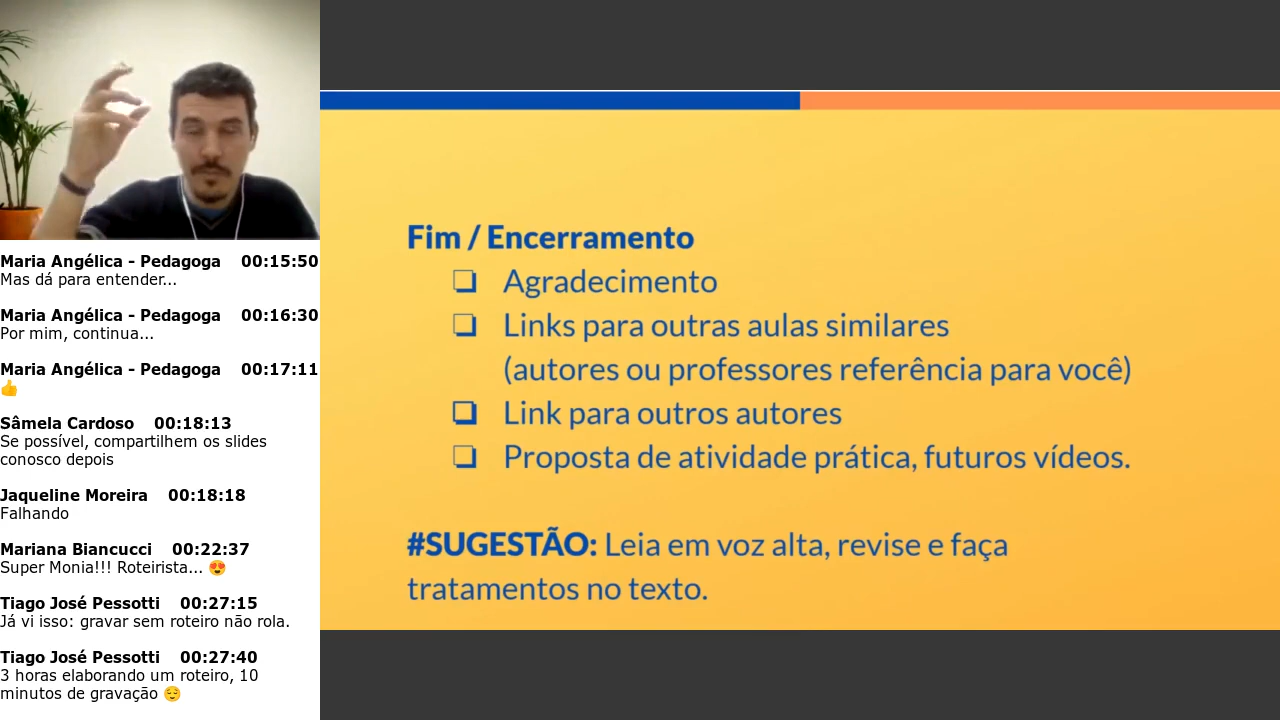 Maria Angélica - Pedagoga 00:15:50
Mas dá para entender...
Maria Angélica - Pedagoga 00:16:30
Por mim, continua...
Maria Angélica - Pedagoga 00:17:11
👍
Sâmela Cardoso 00:18:13
Se possível, compartilhem os slides
conosco depois
Jaqueline Moreira 00:18:18
Falhando
Mariana Biancucci 00:22:37
Super Monia!!! Roteirista... 😍
Tiago José Pessotti 00:27:15
Já vi isso: gravar sem roteiro não rola.
Tiago José Pessotti 00:27:40
3 horas elaborando um roteiro, 10
minutos de gravação 😌
Fim / Encerramento
❏ Agradecimento
❏ Links para outras aulas similares
(autores ou professores referência para você)
❏ Link para outros autores
❏ Proposta de atividade prática, futuros vídeos.
#SUGESTÃO: Leia em voz alta, revise e faça
tratamentos no texto.